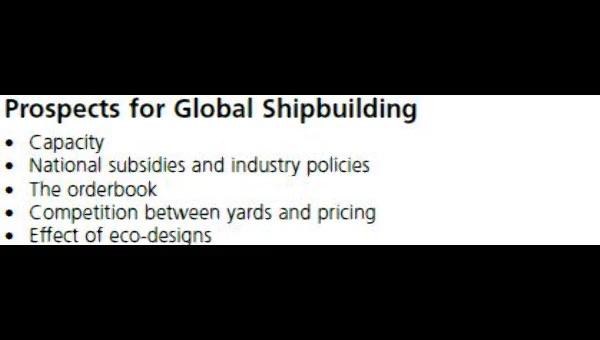 Prospects for Global Shipbuilding
• Capacity
• National subsidies and industry policies
• The orderbook
• Competition between yards and pricing
• Effect of eco-designs